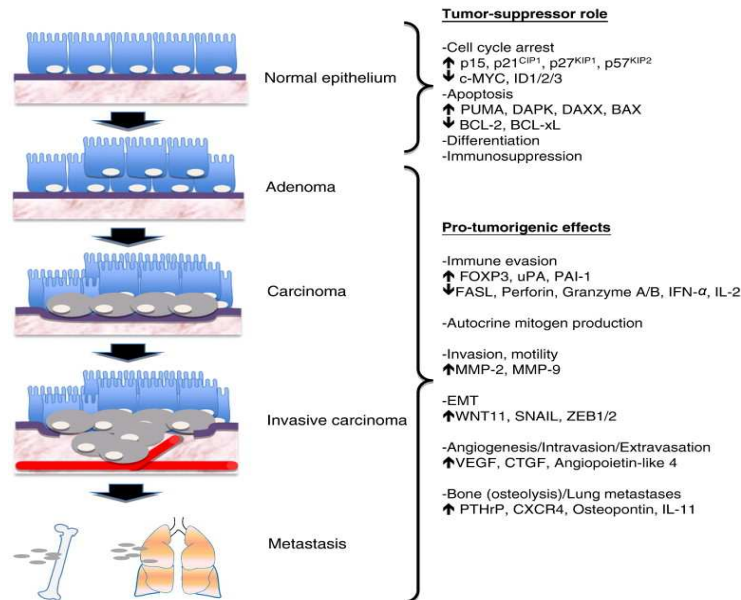 Tumor-suppressor role
-Cell cycle arrest
↑ p15, p21CIP1, p27KIP1, p57KIP2
↓ c-MYC, ID1/2/3
-Apoptosis
↑ PUMA, DAPK, DAXX, BAX
↓ BCL-2, BCL-xL
-Differentiation
-Immunosuppression
Normal epithelium
Adenoma
Carcinoma
Invasive carcinoma
Metastasis
Pro-tumorigenic effects
-Immune evasion
↑ FOXP3, uPA, PAI-1
↓FASL, Perforin, Granzyme A/B, IFN-α, IL-2
-Autocrine mitogen production
-Invasion, motility
↑MMP-2, MMP-9
-EMT
↑WNT11, SNAIL, ZEB1/2
-Angiogenesis/Intravasion/Extravasation
↑VEGF, CTGF, Angiopoietin-like 4
-Bone (osteolysis)/Lung metastases
↑ PTHrP, CXCR4, Osteopontin, IL-11